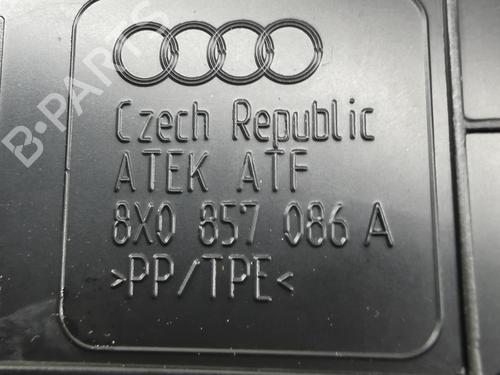 Czech Republic
ATEK ATF
8X0 857 086 A
>PP/TPE<
B-PARTS